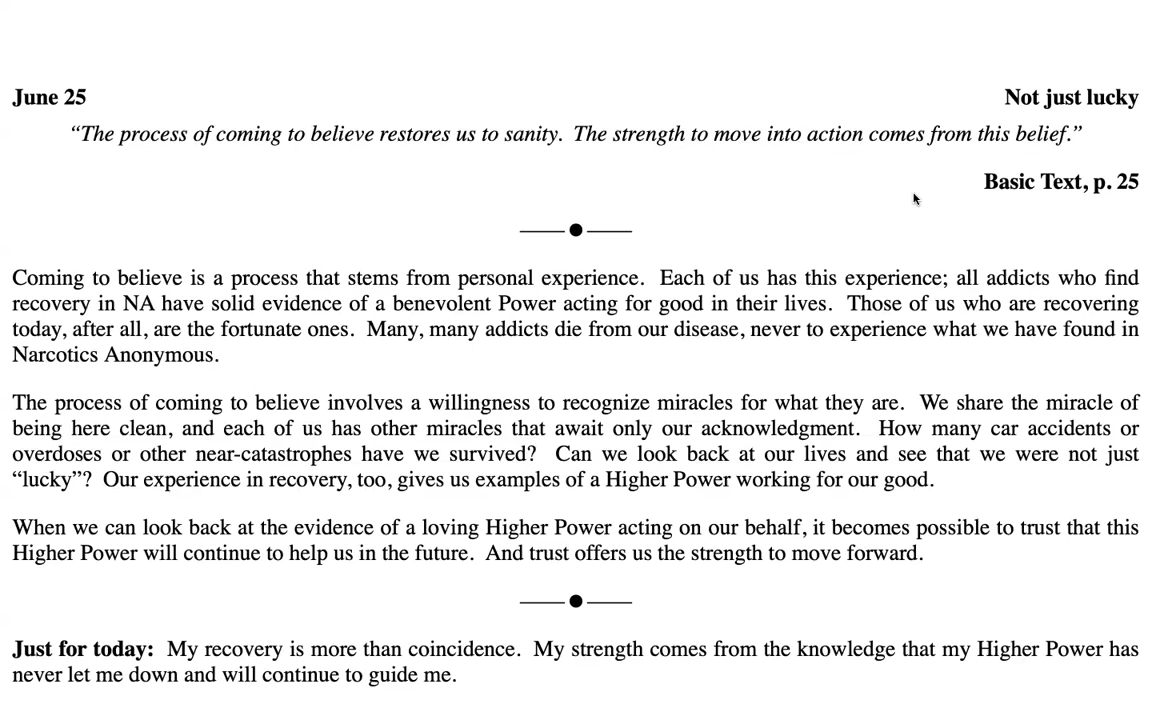 June 25 Not just lucky
“The process of coming to believe restores us to sanity. The strength to move into action comes from this belief.”
Basic Text, p. 25
Coming to believe is a process that stems from personal experience. Each of us has this experience; all addicts who find
recovery in NA have solid evidence of a benevolent Power acting for good in their lives. Those of us who are recovering
today, after all, are the fortunate ones. Many, many addicts die from our disease, never to experience what we have found in
Narcotics Anonymous.
The process of coming to believe involves a willingness to recognize miracles for what they are. We share the miracle of
being here clean, and each of us has other miracles that await only our acknowledgment. How many car accidents or
overdoses or other near-catastrophes have we survived? Can we look back at our lives and see that we were not just
“lucky”? Our experience in recovery, too, gives us examples of a Higher Power working for our good.
When we can look back at the evidence of a loving Higher Power acting on our behalf, it becomes possible to trust that this
Higher Power will continue to help us in the future. And trust offers us the strength to move forward.
Just for today: My recovery is more than coincidence. My strength comes from the knowledge that my Higher Power has
never let me down and will continue to guide me.